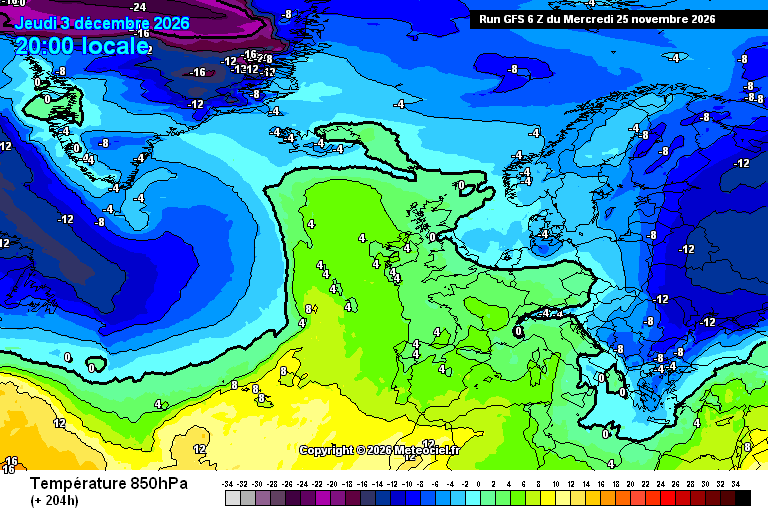 Jeudi 3 décembre 2026
20:00 locale
Run GFS 6 Z du Mercredi 25 novembre 2026
Copyright © 2026 Meteociel.fr
Température 850hPa
(+ 204h)
-34 -32 -30 -28 -26 -24 -22 -20 -18 -16 -14 -12 -10 -8 -6 -4 -2 0 2 4 6 8 10 12 14 16 18 20 22 24 26 28 30 32 34